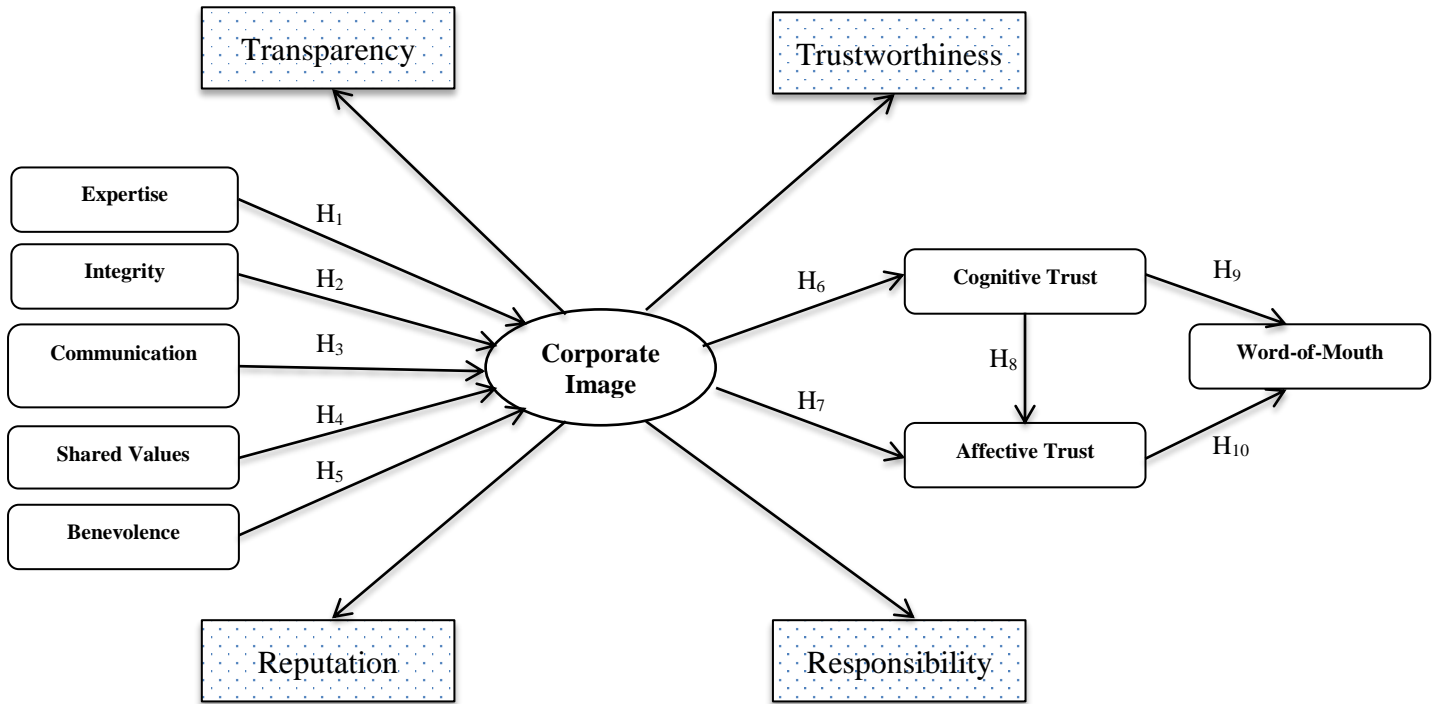 Transparency
Trustworthiness
Expertise
H₁
Integrity
H₂
Communication
H₃
Shared Values
H₄
Benevolence
H₅
Corporate
Image
H₆
Cognitive Trust
H₉
H₇
H₈
Affective Trust
Word-of-Mouth
H₁₀
Reputation
Responsibility